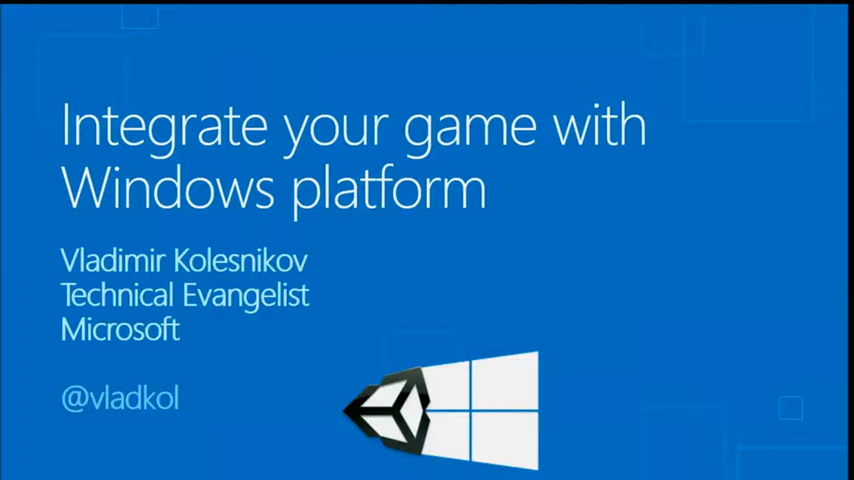 Integrate your game with
Windows platform
Vladimir Kolesnikov
Technical Evangelist
Microsoft
@vladkol